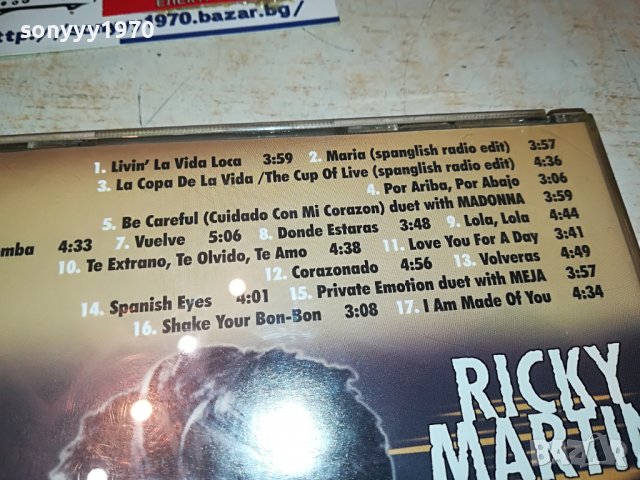 sonyyy1970
http://sonyyy1970.bazar.bg/
1. Livin' La Vida Loca 3:59 2. Maria (spanglish radio edit) 3:57
3. La Copa De La Vida /The Cup Of Live (spanglish radio edit) 4:36
4. Por Ariba, Por Abajo 3:06
5. Be Careful (Cuidado Con Mi Corazon) duet with MADONNA 3:59
omba 4:33 7. Vuelve 5:06 8. Donde Estaras 3:48 9. Lola, Lola 4:44
10. Te Extrano, Te Olvido, Te Amo 4:38 11. Love You For A Day 3:41
12. Corazonado 4:56 13. Volveras 4:49
14. Spanish Eyes 4:01 15. Private Emotion duet with MEJA 3:57
16. Shake Your Bon-Bon 3:08 17. I Am Made Of You 4:34
RICKY
MARTIN
BAZAR